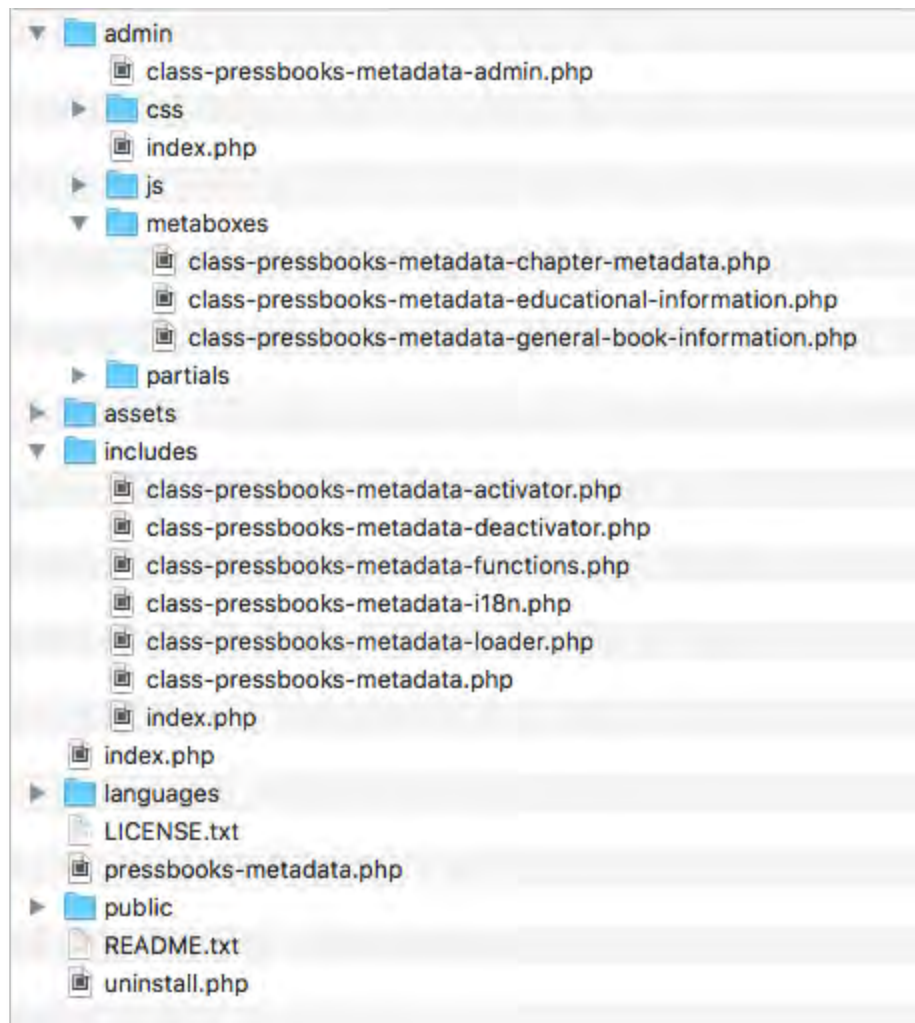 admin
class-pressbooks-metadata-admin.php
css
index.php
js
metaboxes
class-pressbooks-metadata-chapter-metadata.php
class-pressbooks-metadata-educational-information.php
class-pressbooks-metadata-general-book-information.php
partials
assets
includes
class-pressbooks-metadata-activator.php
class-pressbooks-metadata-deactivator.php
class-pressbooks-metadata-functions.php
class-pressbooks-metadata-i18n.php
class-pressbooks-metadata-loader.php
class-pressbooks-metadata.php
index.php
index.php
languages
LICENSE.txt
pressbooks-metadata.php
public
README.txt
uninstall.php